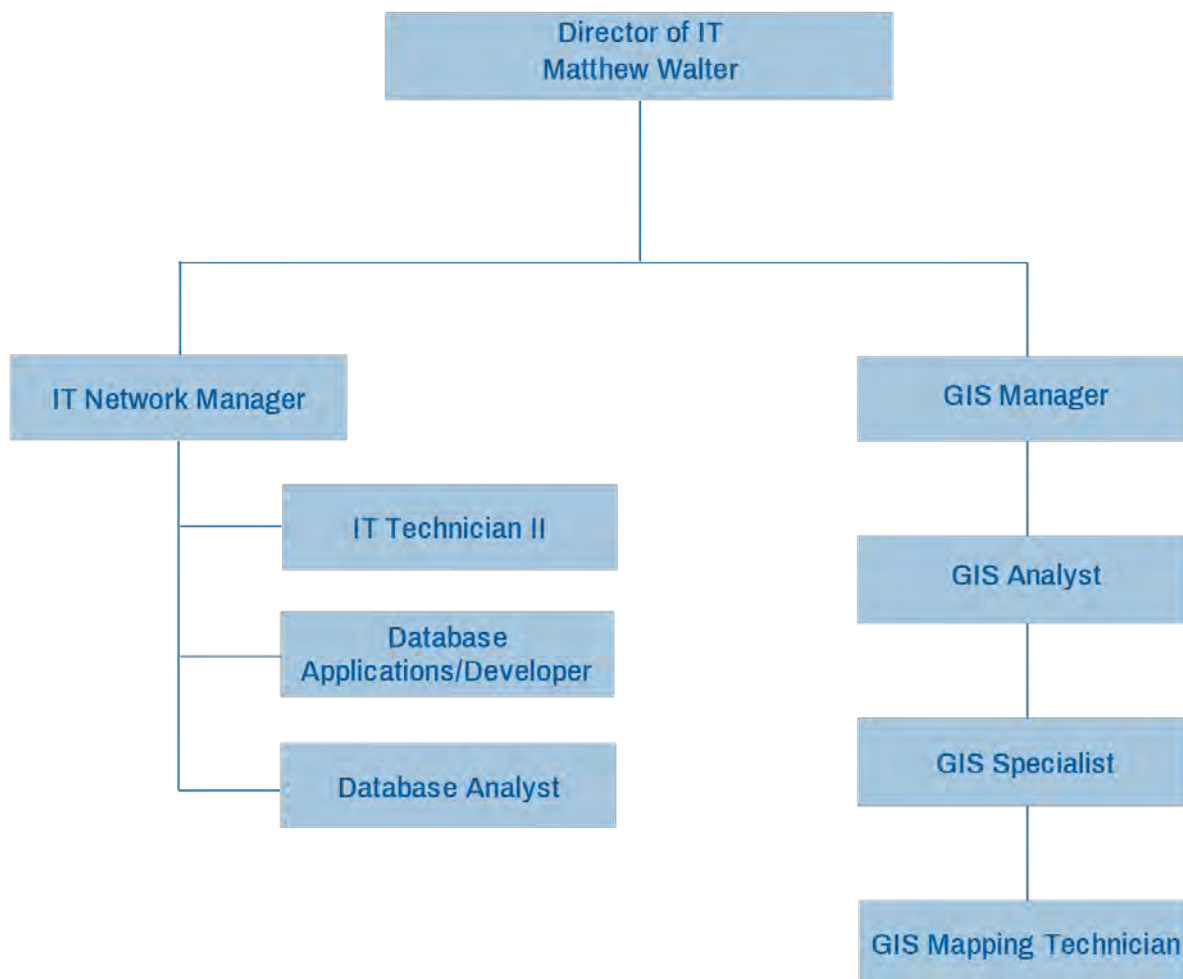 Director of IT
Matthew Walter
IT Network Manager
GIS Manager
IT Technician II
GIS Analyst
Database
Applications/Developer
GIS Specialist
Database Analyst
GIS Mapping Technician